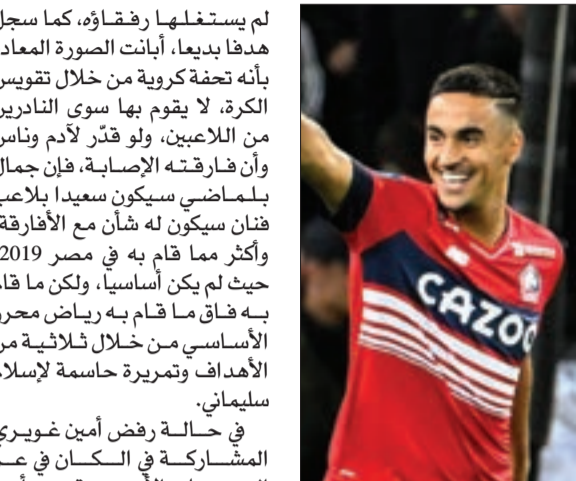 لم يستغلها رفقاؤه، كما سجل
هدفا بديعا، أبانت الصورة المعاد
بأنه تحفة كروية من خلال تقويس
الكرة، لا يقوم بها سوى النادرين
من اللاعبين، ولو قدّر لآدم وناس
وأن فارقته الإصابة، فإن جمال
بلماضي سيكون سعيدا بلاعب
فنان سيكون له شأن مع الأفارقة
وأكثر مما قام به في مصر 2019
حيث لم يكن أساسيا، ولكن ما قا
به فاق ما قام به رياض محر
الأساسي من خلال ثلاثية من
الأهداف وتمريرة حاسمة لإسلا
سليماني.
في حالة رفض أمين غويري
المشاركة في الكان في عـ
CAZOO